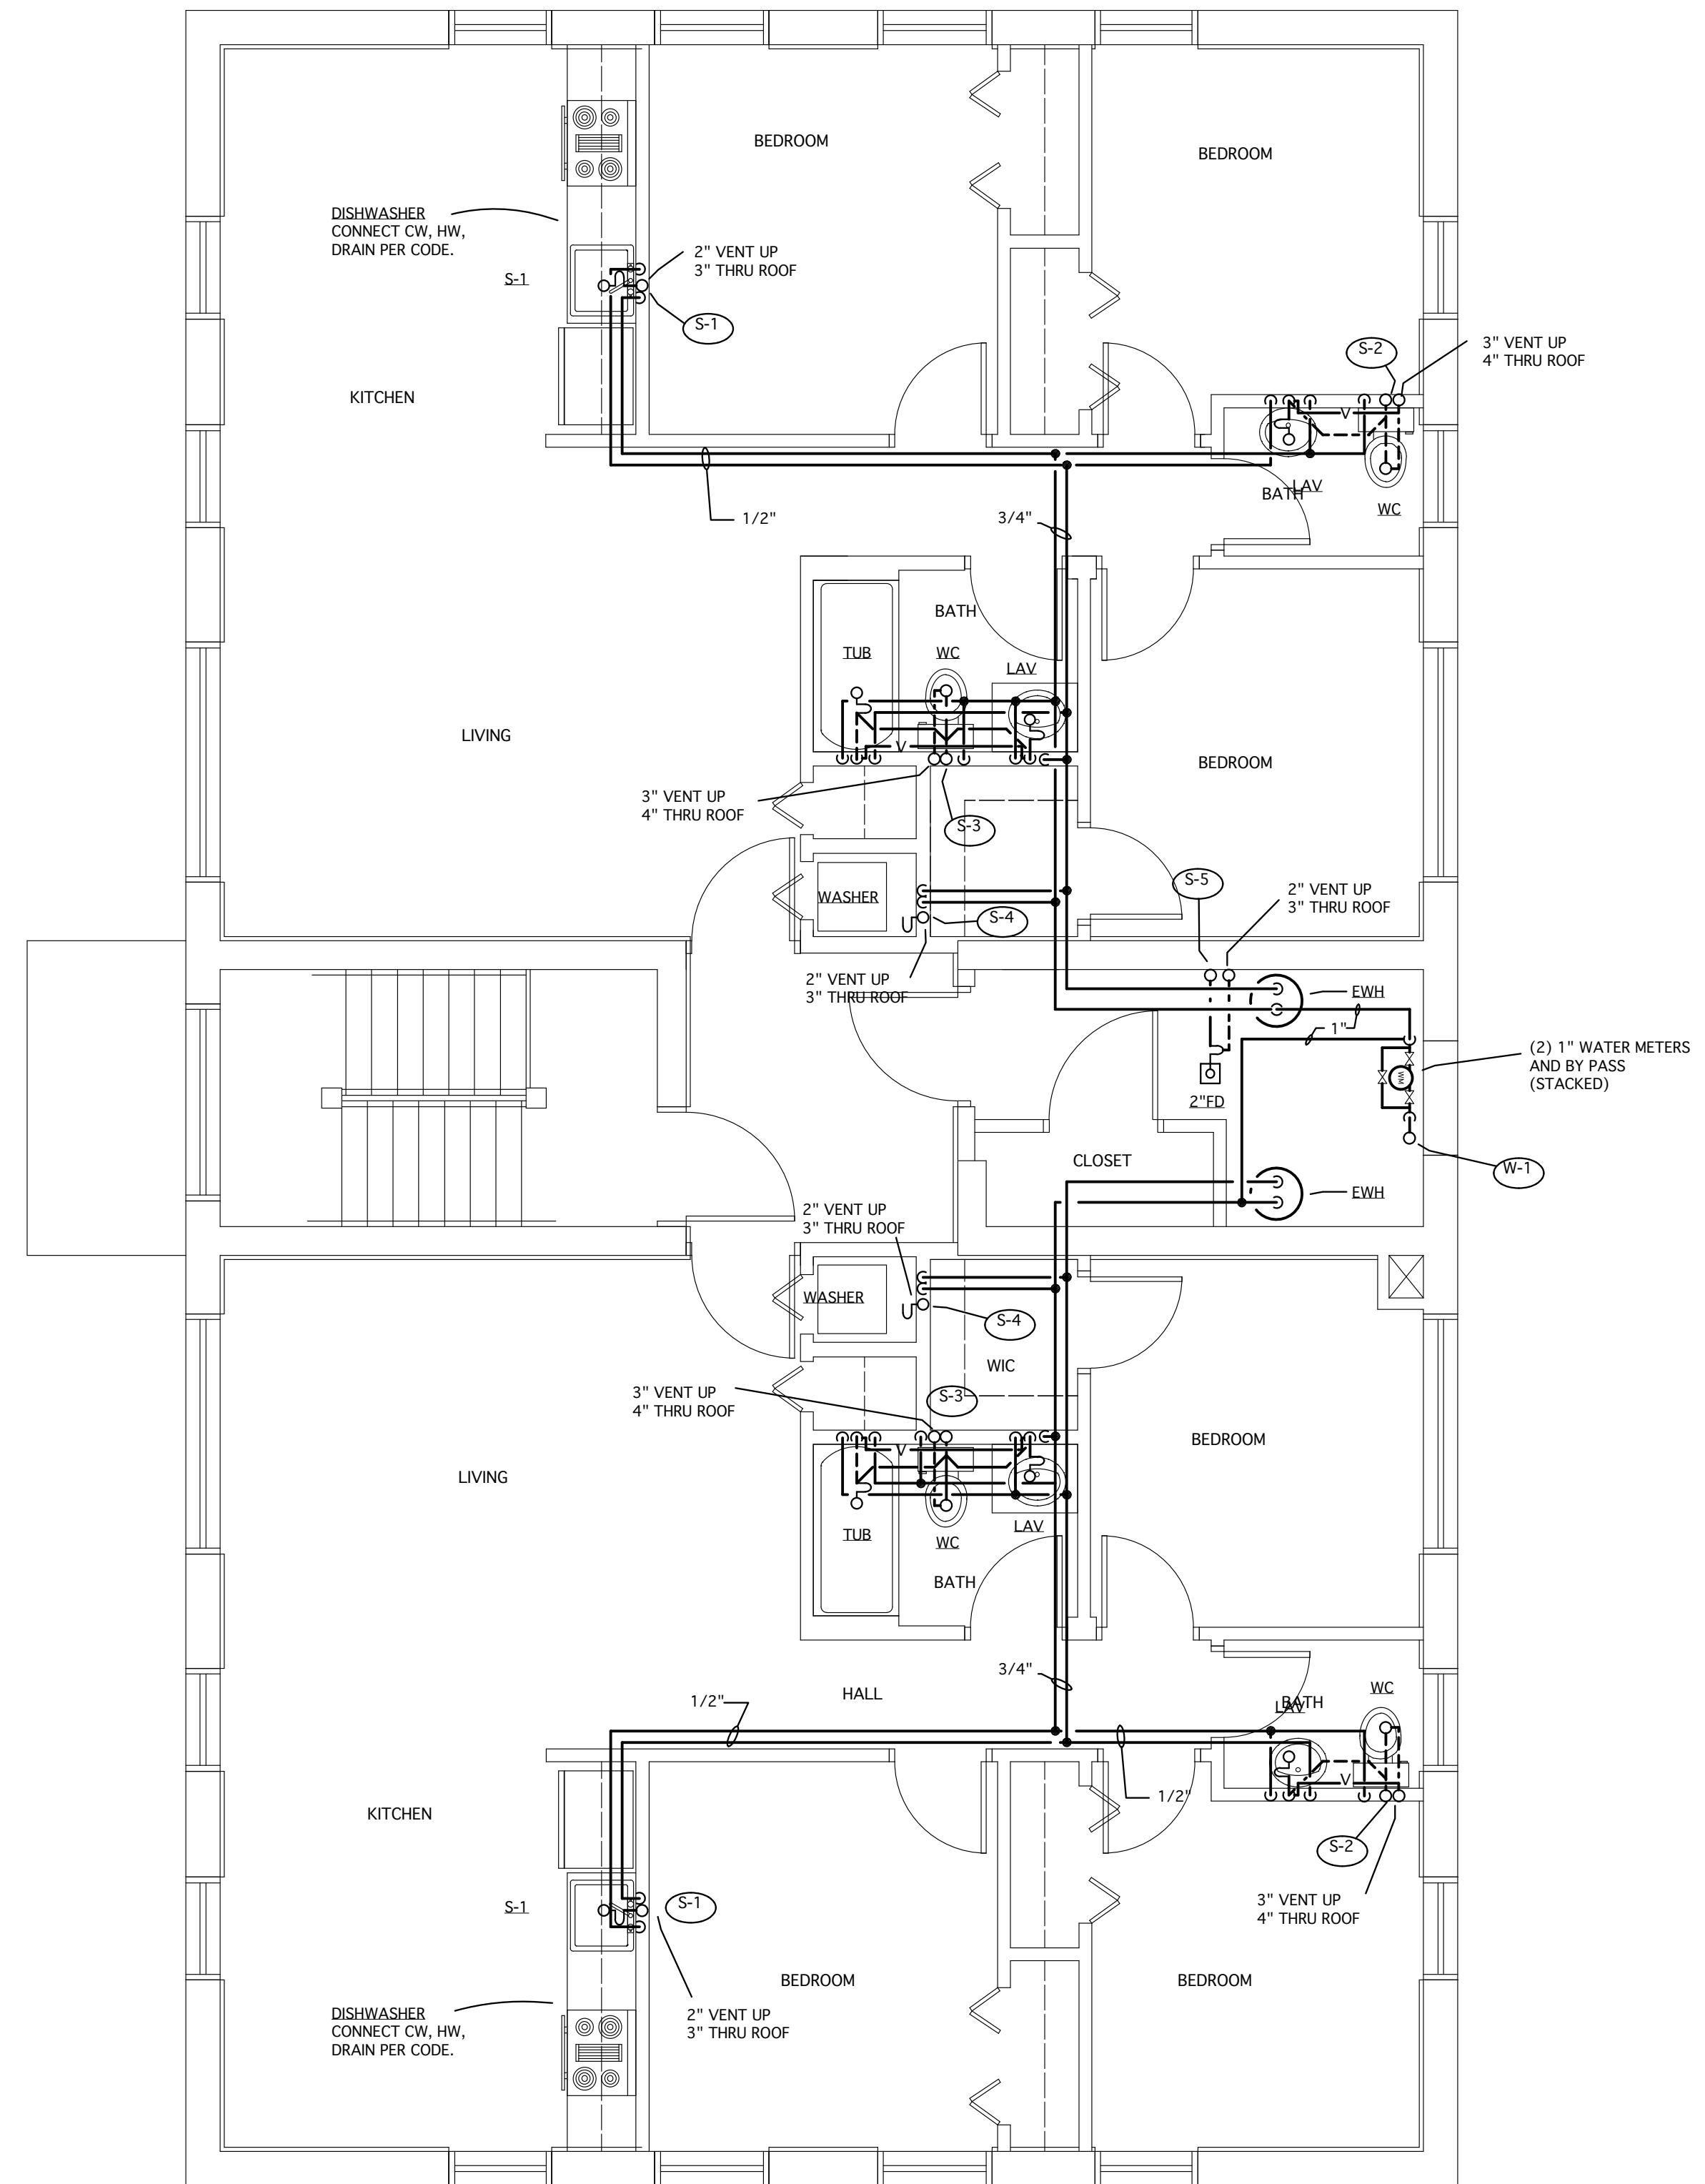 BEDROOM
BEDROOM
DISHWASHER
CONNECT CW, HW,
DRAIN PER CODE.
S-1
2" VENT UP
3" THRU ROOF
S-1
S-2
3" VENT UP
4" THRU ROOF
KITCHEN
V
LAV
BATH
WC
1/2"
3/4"
BATH
TUB
WC
LAV
LIVING
V
BEDROOM
3" VENT UP
4" THRU ROOF
S-3
S-5
2" VENT UP
3" THRU ROOF
WASHER
S-4
2" VENT UP
3" THRU ROOF
EWH
1"
(2) 1" WATER METERS
AND BY PASS
(STACKED)
WM
2"FD
CLOSET
W-1
EWH
2" VENT UP
3" THRU ROOF
WASHER
S-4
WIC
3" VENT UP
4" THRU ROOF
S-3
V
BEDROOM
LIVING
TUB
WC
LAV
BATH
3/4"
HALL
1/2"
WC
BATH
LAV
V
1/2"
KITCHEN
S-2
S-1
S-1
3" VENT UP
4" THRU ROOF
BEDROOM
BEDROOM
DISHWASHER
CONNECT CW, HW,
DRAIN PER CODE.
2" VENT UP
3" THRU ROOF